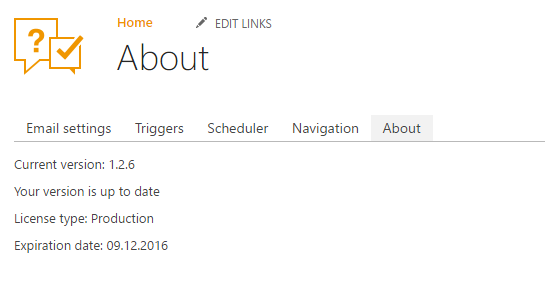 Home EDIT LINKS
About
Email settings Triggers Scheduler Navigation About
Current version: 1.2.6
Your version is up to date
License type: Production
Expiration date: 09.12.2016